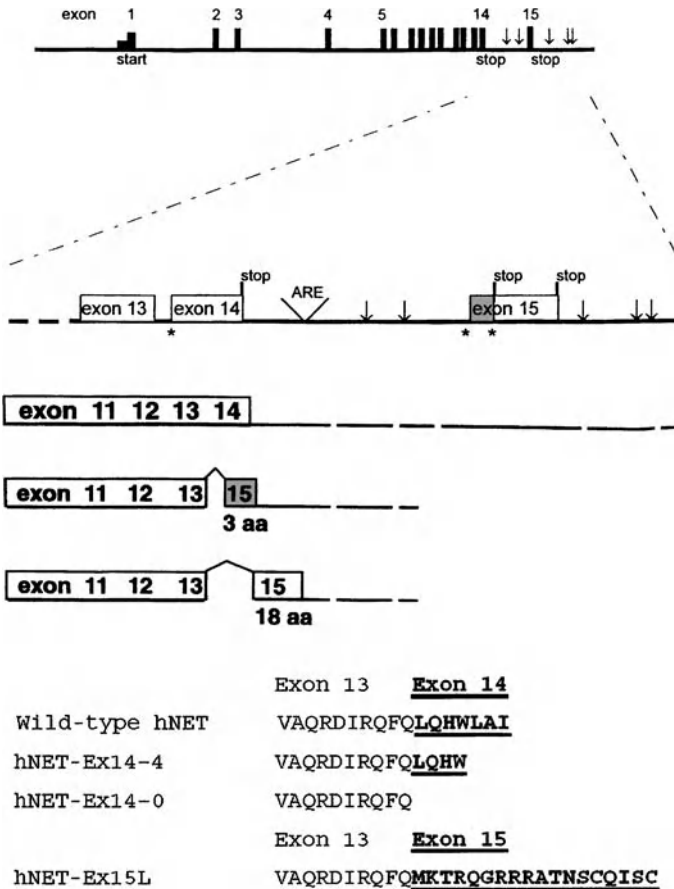 exon 1 2 3 4 5 14 15
start stop stop
stop stop stop
ARE
exon 13 exon 14 exon 15
* * *
exon 11 12 13 14
exon 11 12 13 15
3 aa
exon 11 12 13 15
18 aa
Exon 13 Exon 14
Wild-type hNET VAQRDIRQFQLQHWLAI
hNET-Ex14-4 VAQRDIRQFQLQHW
hNET-Ex14-0 VAQRDIRQFQ
Exon 13 Exon 15
hNET-Ex15L VAQRDIRQFQMKTRQGRRRATNSCQISC